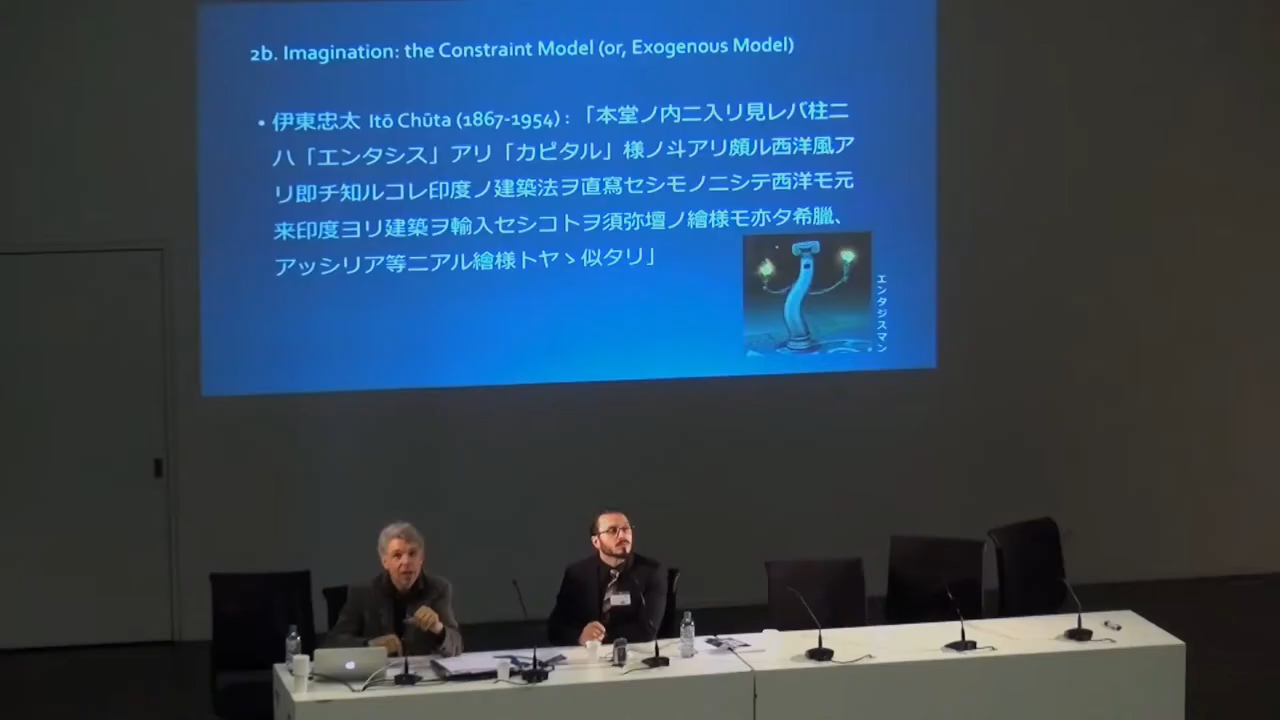 2b. Imagination: the Constraint Model (or, Exogenous Model)
• 伊東忠太 Itō Chūta (1867-1954) : 「本堂ノ内ニ入リ見レバ柱ニ
ハ「エンタシス」アリ「カピタル」様ノ斗アリ頗ル西洋風ア
リ即チ知ルコレ印度ノ建築法ヲ直寫セシモノニシテ西洋モ元
来印度ヨリ建築ヲ輸入セシコトヲ須弥壇ノ繪様モ亦タ希臘、
アッシリア等ニアル繪様トヤゝ似タリ」
エンタジスマン